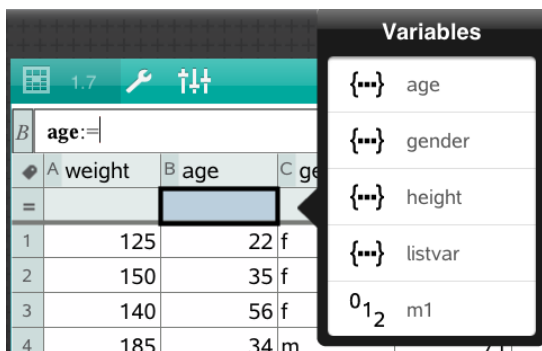 Variables
1.7
{...} age
B age:=
{...} gender
A weight B age C ge
{...} height
=
1 125 22 f
{...} listvar
2 150 35 f
3 140 56 f
012 m1
4 185 34 m